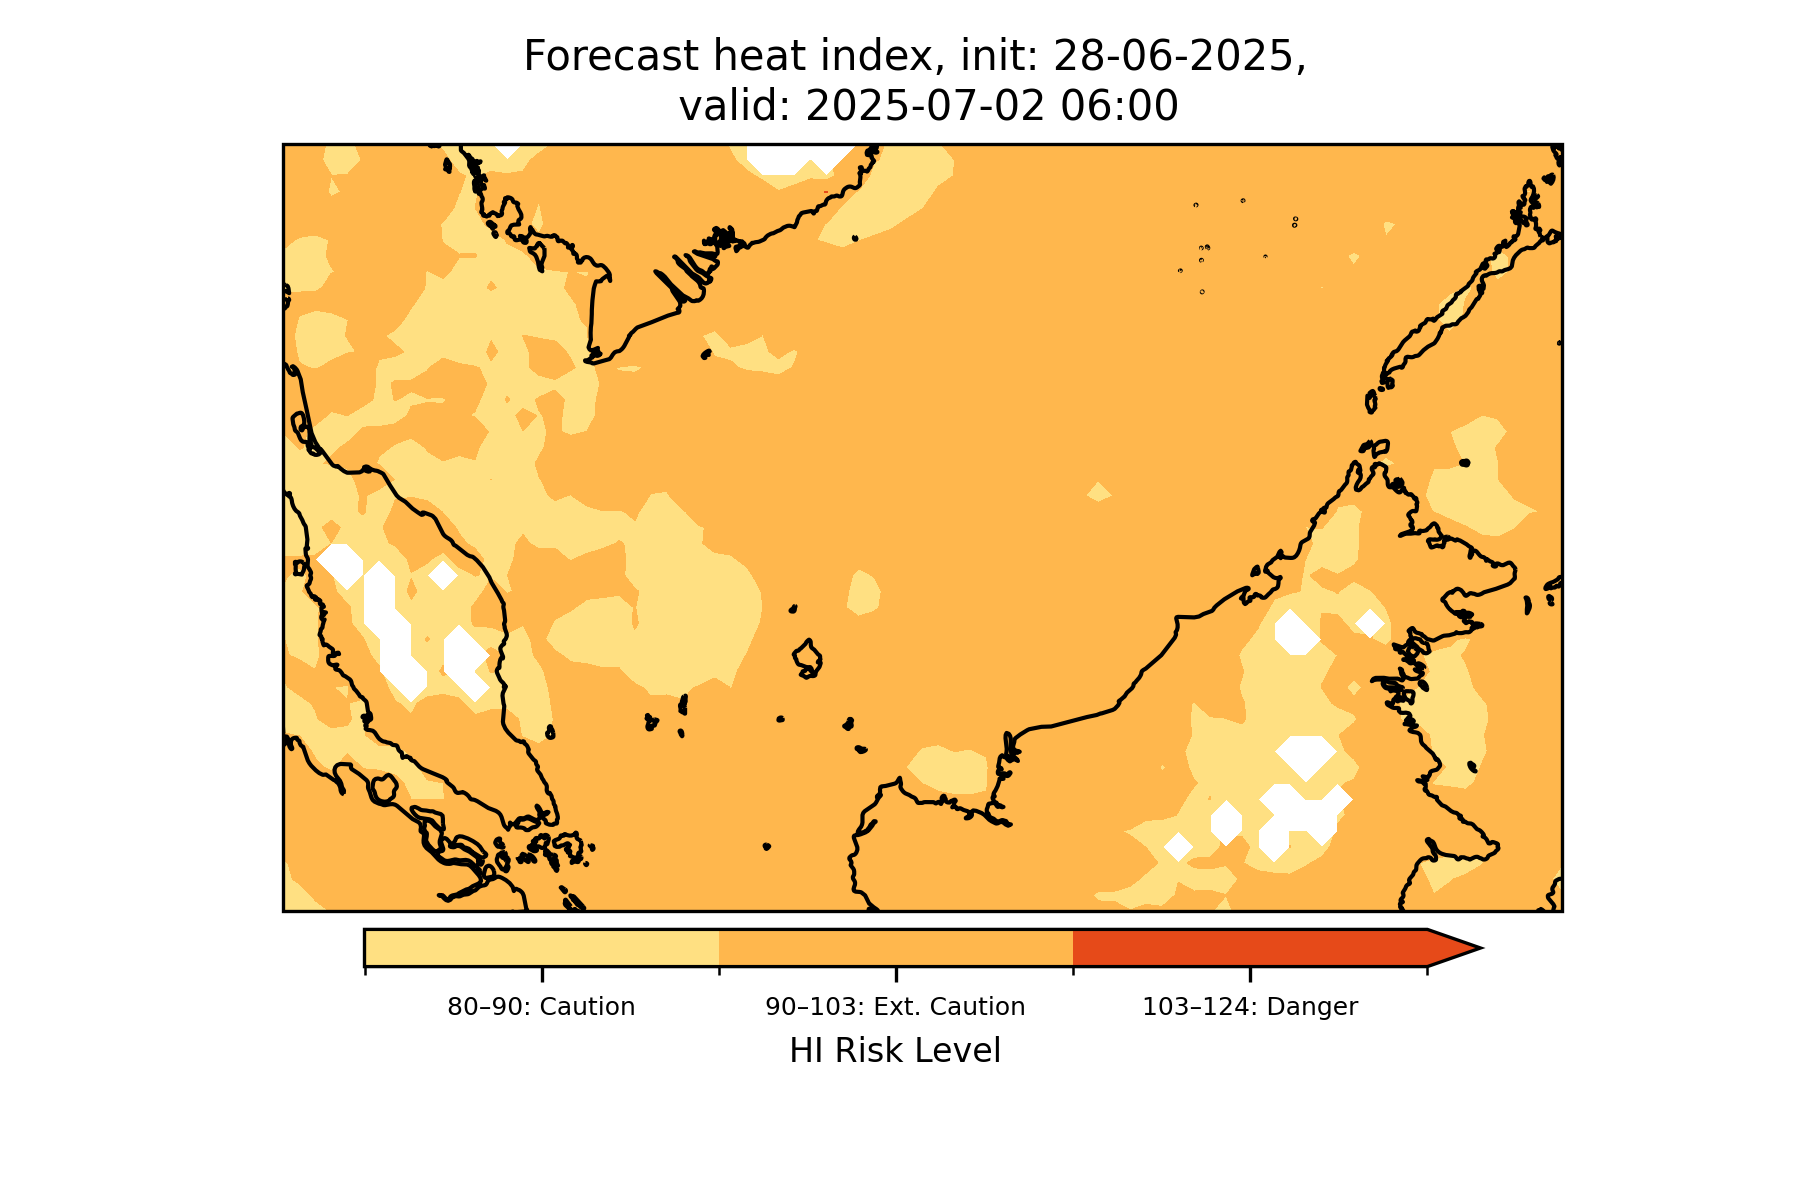 Forecast heat index, init: 28-06-2025,
valid: 2025-07-02 06:00
80–90: Caution
90–103: Ext. Caution
103–124: Danger
HI Risk Level